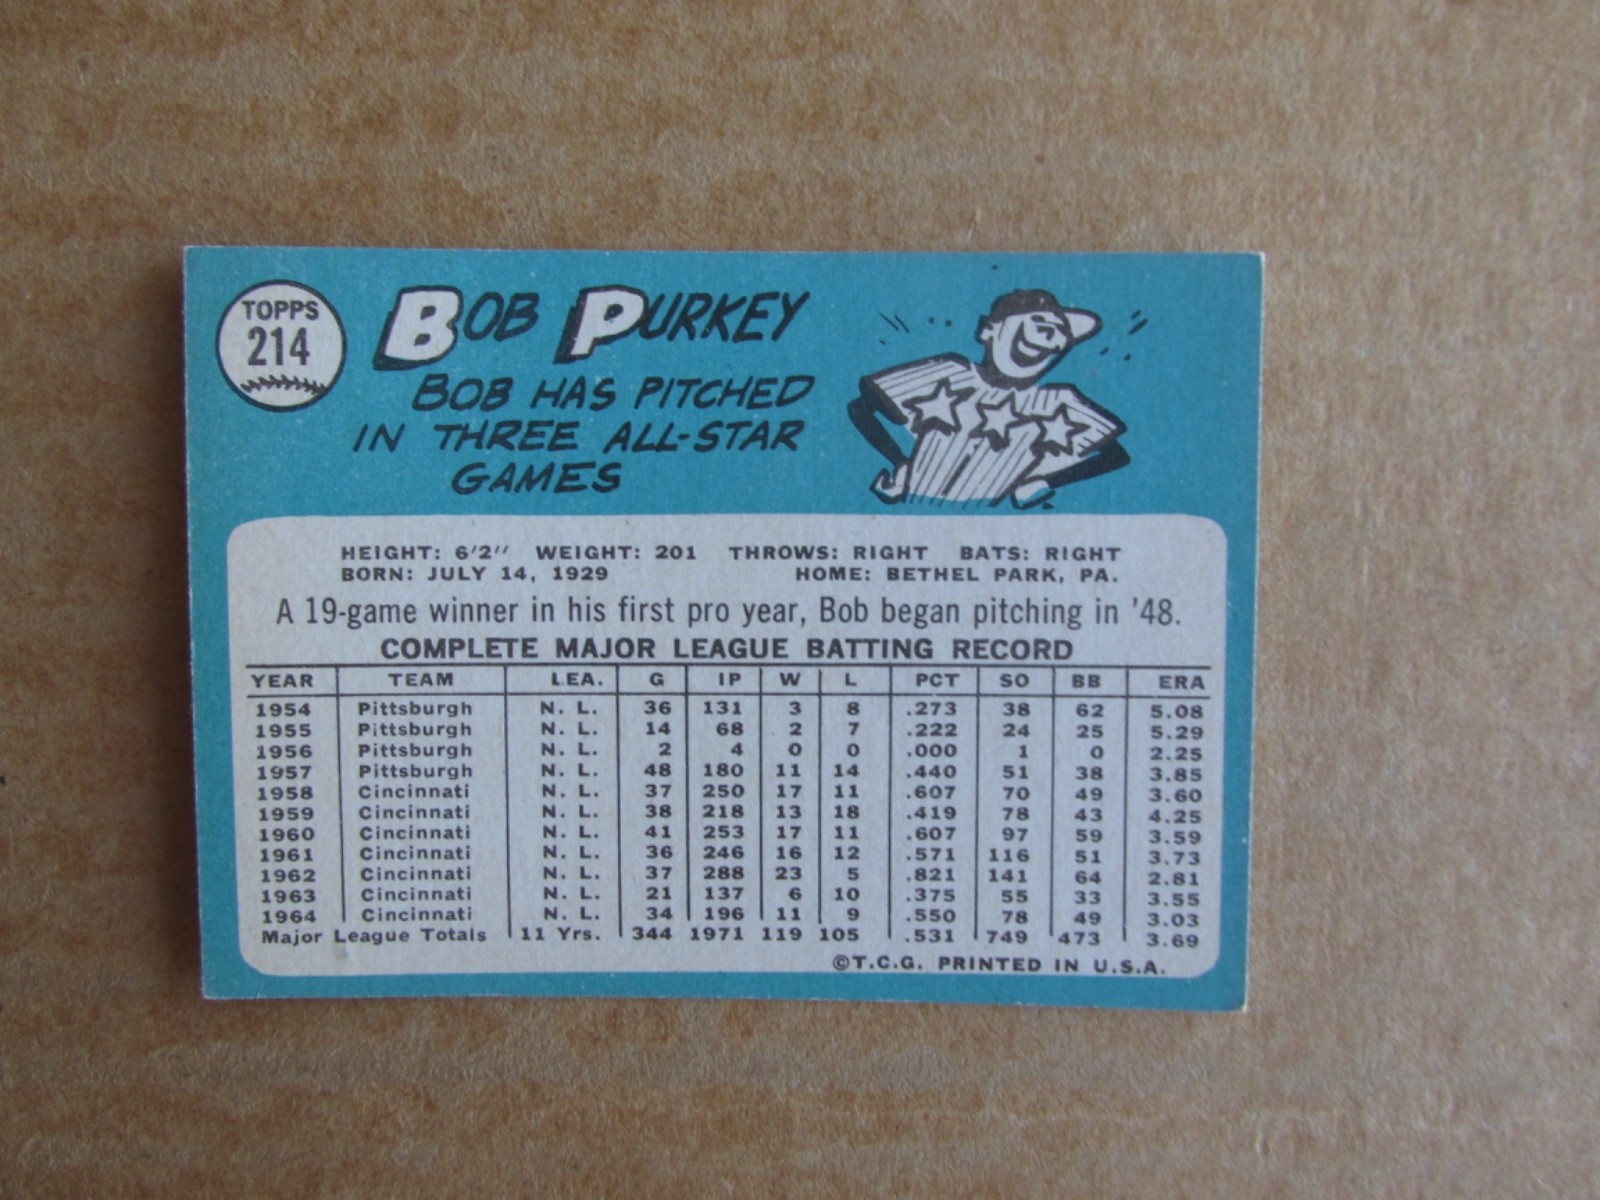 TOPPS
214
BOB PURKEY
BOB HAS PITCHED
IN THREE ALL-STAR
GAMES
HEIGHT: 6'2" WEIGHT: 201 THROWS: RIGHT BATS: RIGHT
BORN: JULY 14, 1929 HOME: BETHEL PARK, PA.
A 19-game winner in his first pro year, Bob began pitching in '48.
COMPLETE MAJOR LEAGUE BATTING RECORD
YEAR TEAM LEA. G IP W L PCT SO BB ERA
1954 Pittsburgh N. L. 36 131 3 8 .273 38 62 5.08
1955 Pittsburgh N. L. 14 68 2 7 .222 24 25 5.29
1956 Pittsburgh N. L. 2 4 0 0 .000 1 0 2.25
1957 Pittsburgh N. L. 48 180 11 14 .440 51 38 3.85
1958 Cincinnati N. L. 37 250 17 11 .607 70 49 3.60
1959 Cincinnati N. L. 38 218 13 18 .419 78 43 4.25
1960 Cincinnati N. L. 41 253 17 11 .607 97 59 3.59
1961 Cincinnati N. L. 36 246 16 12 .571 116 51 3.73
1962 Cincinnati N. L. 37 288 23 5 .821 141 64 2.81
1963 Cincinnati N. L. 21 137 6 10 .375 55 33 3.55
1964 Cincinnati N. L. 34 196 11 9 .550 78 49 3.03
Major League Totals 11 Yrs. 344 1971 119 105 .531 749 473 3.69
©T.C.G. PRINTED IN U.S.A.